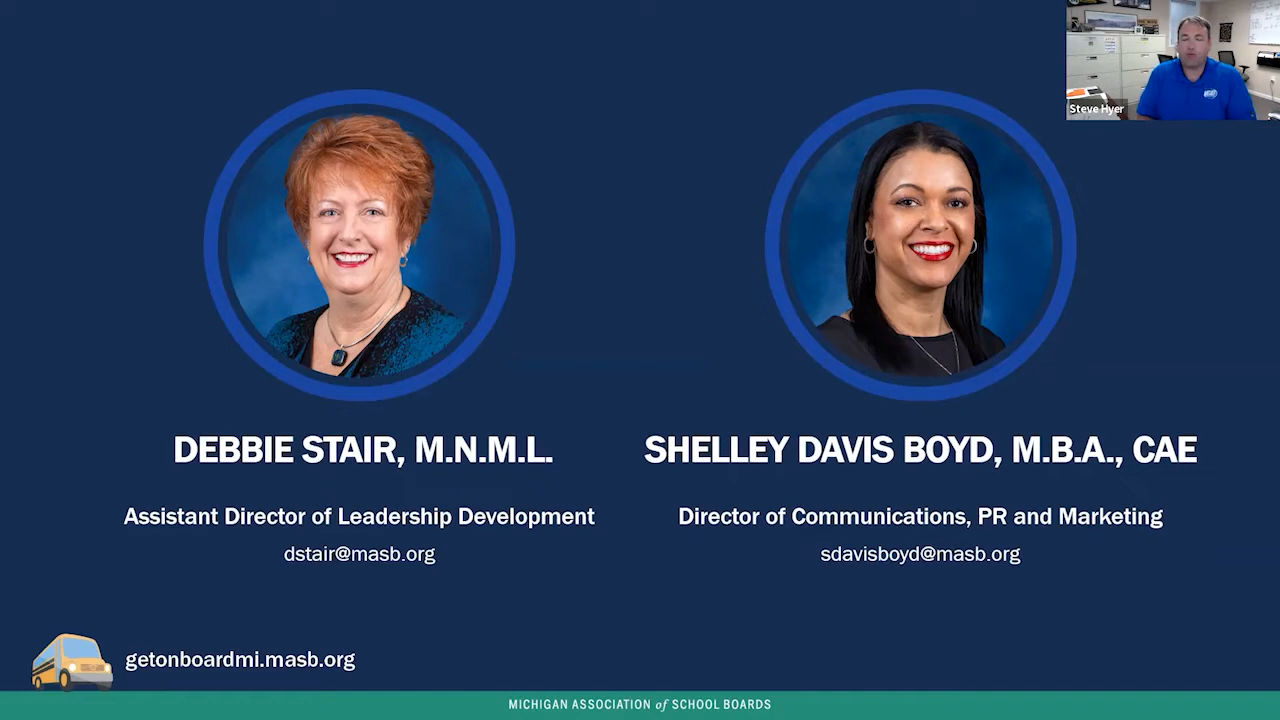 Steve Hyer
DEBBIE STAIR, M.N.M.L.
Assistant Director of Leadership Development
dstair@masb.org
SHELLEY DAVIS BOYD, M.B.A., CAE
Director of Communications, PR and Marketing
sdavisboyd@masb.org
getonboardmi.masb.org
MICHIGAN ASSOCIATION of SCHOOL BOARDS